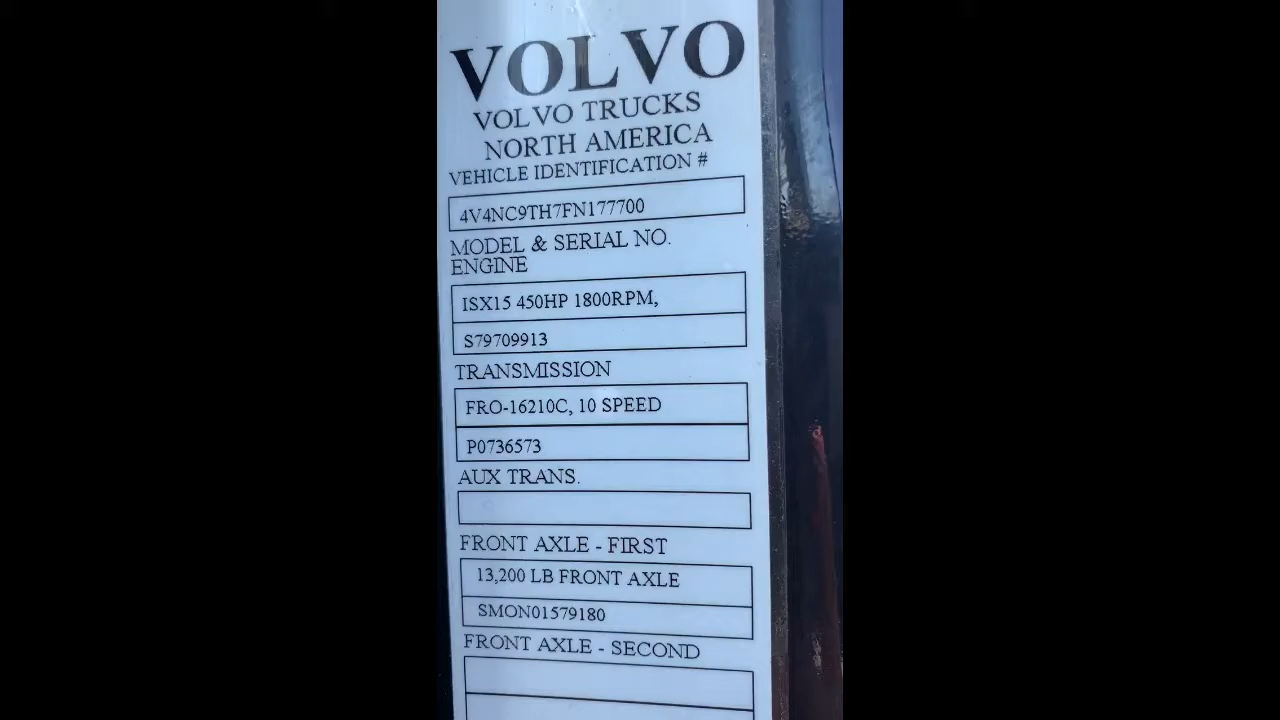 VOLVO
VOLVO TRUCKS
NORTH AMERICA
VEHICLE IDENTIFICATION #
4V4NC9TH7FN177700
MODEL & SERIAL NO.
ENGINE
ISX15 450HP 1800RPM,
S79709913
TRANSMISSION
FRO-16210C, 10 SPEED
P0736573
AUX TRANS.
FRONT AXLE - FIRST
13,200 LB FRONT AXLE
SMON01579180
FRONT AXLE - SECOND